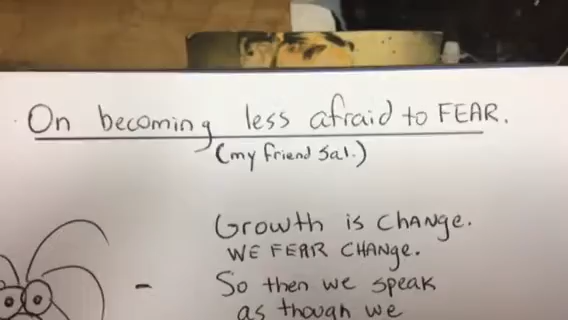 On becoming less afraid to FEAR.
(my friend Sal.)
Growth is change.
WE FEAR CHANGE.
- So then we speak
as though we